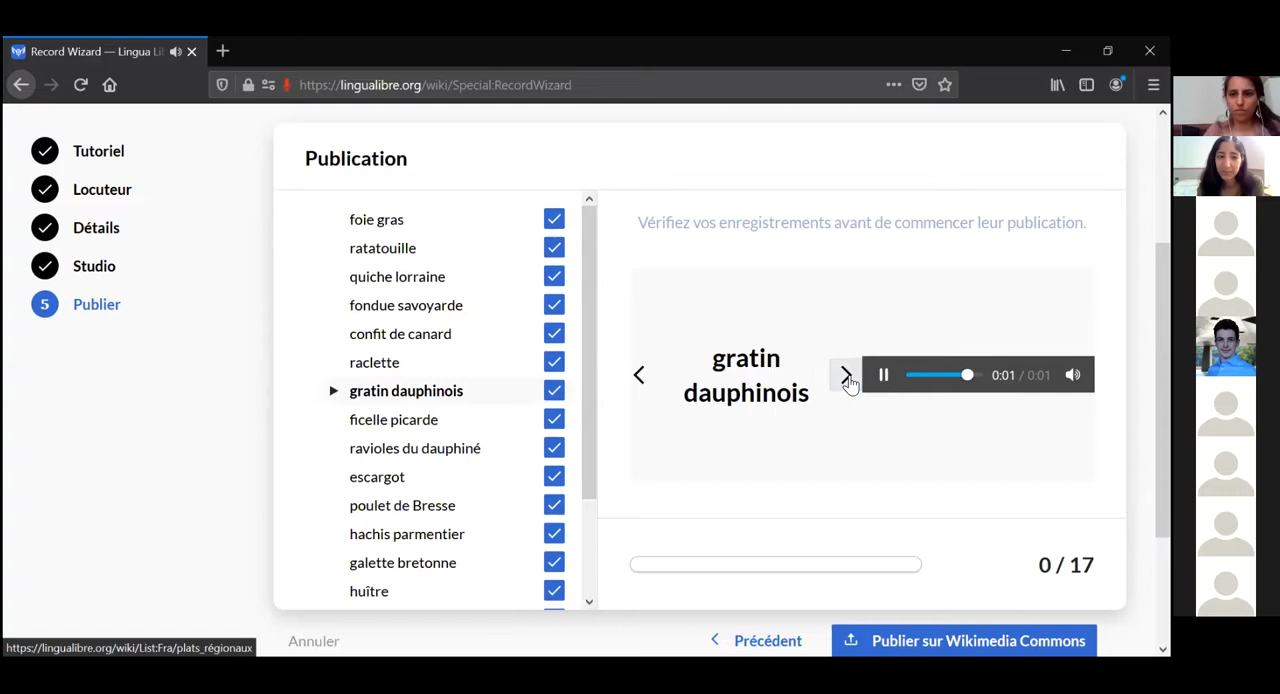 Record Wizard — Lingua Li
https://lingualibre.org/wiki/Special:RecordWizard
Tutoriel
Locuteur
Détails
Studio
5 Publier
Publication
foie gras
ratatouille
quiche lorraine
fondue savoyarde
confit de canard
raclette
gratin dauphinois
ficelle picarde
ravioles du dauphiné
escargot
poulet de Bresse
hachis parmentier
galette bretonne
huître
Vérifiez vos enregistrements avant de commencer leur publication.
gratin
dauphinois
0:01 / 0:01
0 / 17
Annuler
Précédent
Publier sur Wikimedia Commons
https://lingualibre.org/wiki/List:Fra/plats_régionaux